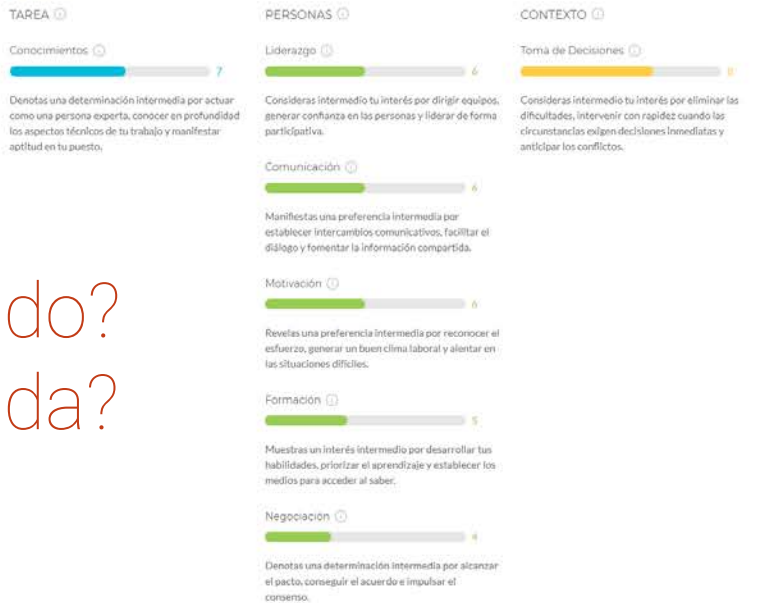 TAREA
Conocimientos
7
Denotas una determinación intermedia por actuar
como una persona experta, conocer en profundidad
los aspectos técnicos de tu trabajo y manifestar
aptitud en tu puesto.
do?
da?
PERSONAS
Liderazgo
6
Consideras intermedio tu interés por dirigir equipos,
generar confianza en las personas y liderar de forma
participativa.
Comunicación
6
Manifiestas una preferencia intermedia por
establecer intercambios comunicativos, facilitar el
diálogo y fomentar la información compartida.
Motivación
6
Revelas una preferencia intermedia por reconocer el
esfuerzo, generar un buen clima laboral y alentar en
las situaciones difíciles.
Formación
5
Muestras un interés intermedio por desarrollar tus
habilidades, priorizar el aprendizaje y establecer los
medios para acceder al saber.
Negociación
4
Denotas una determinación intermedia por alcanzar
el pacto, conseguir el acuerdo e impulsar el
consenso.
CONTEXTO
Toma de Decisiones
8
Consideras intermedio tu interés por eliminar las
dificultades, intervenir con rapidez cuando las
circunstancias exigen decisiones inmediatas y
anticipar los conflictos.